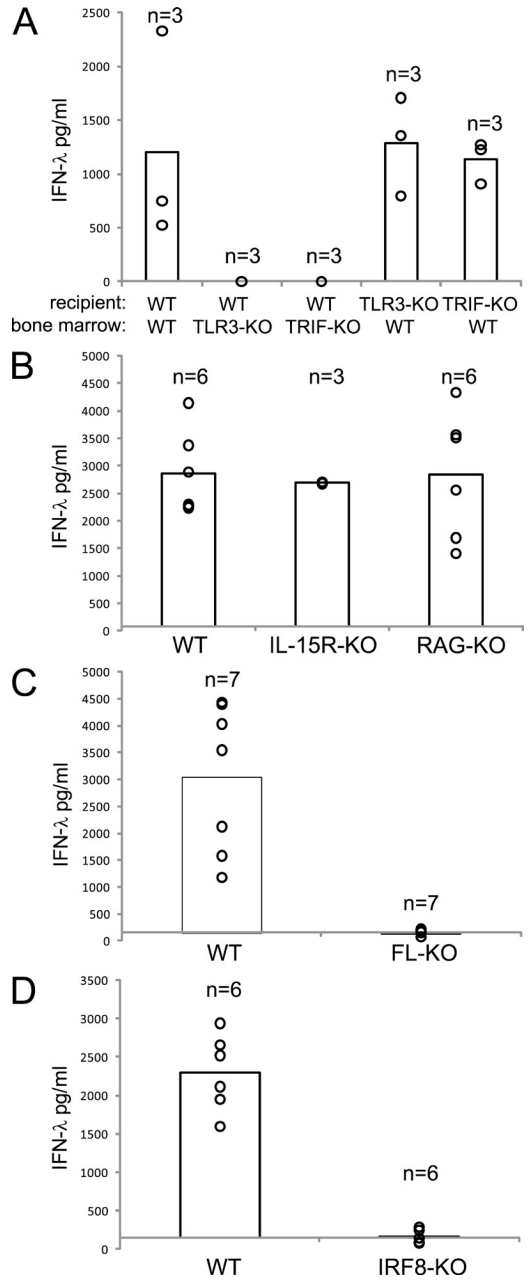 A
IFN-λ pg/ml
2500
2000
1500
1000
500
0
n=3
n=3
n=3
n=3
n=3
recipient: WT WT WT TLR3-KO TRIF-KO
bone marrow: WT TLR3-KO TRIF-KO WT WT
B
IFN-λ pg/ml
5000
4500
4000
3500
3000
2500
2000
1500
1000
500
0
n=6 n=3 n=6
WT IL-15R-KO RAG-KO
C
IFN-λ pg/ml
5000
4500
4000
3500
3000
2500
2000
1500
1000
500
0
n=7
n=7
WT FL-KO
D
IFN-λ pg/ml
3500
3000
2500
2000
1500
1000
500
0
n=6
n=6
WT IRF8-KO